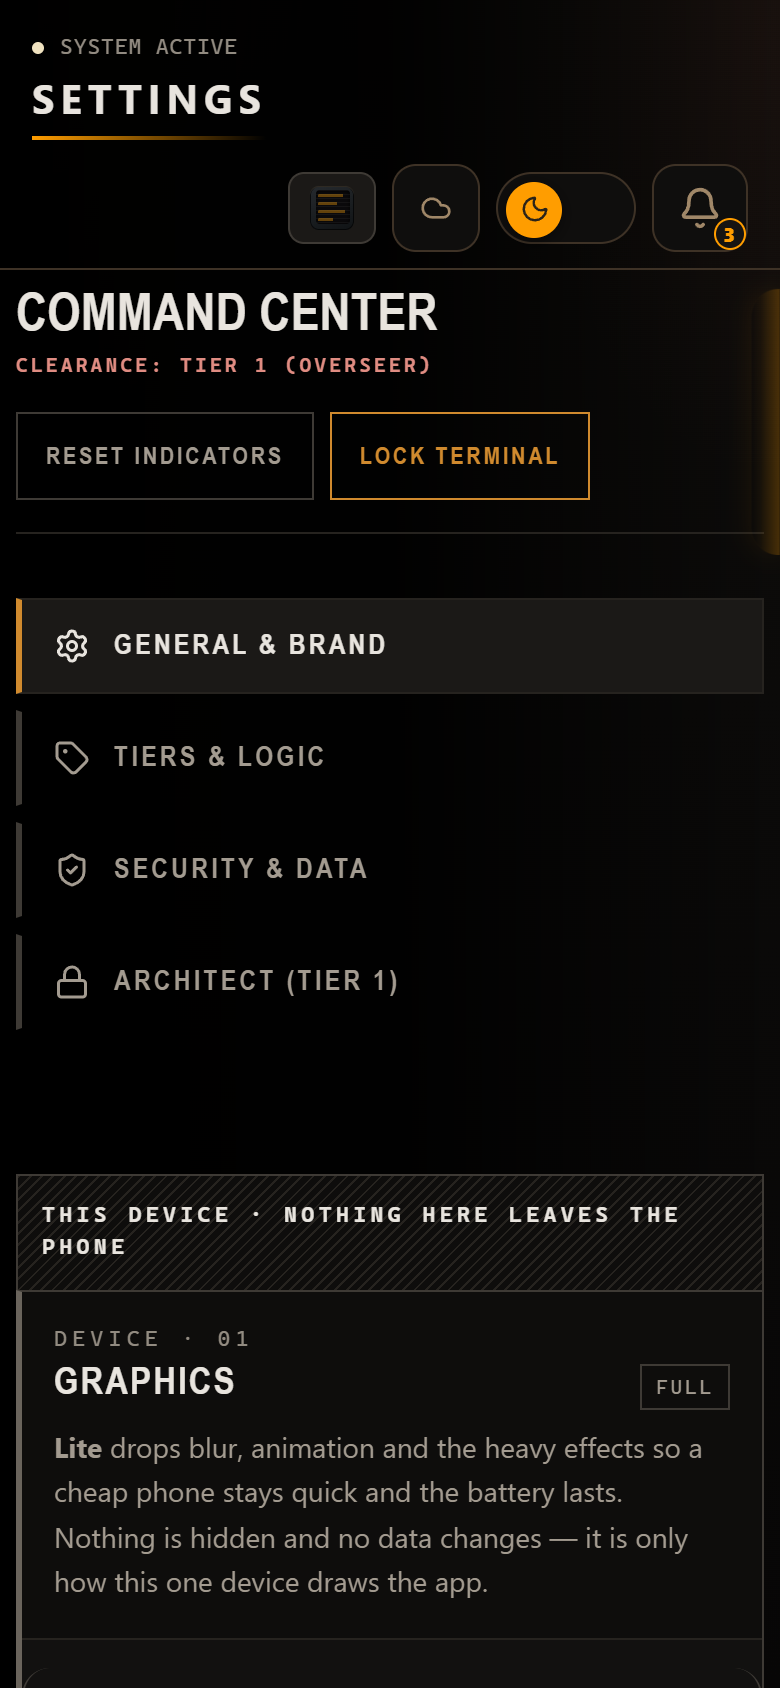 SYSTEM ACTIVE
SETTINGS
3
COMMAND CENTER
CLEARANCE: TIER 1 (OVERSEER)
RESET INDICATORS
LOCK TERMINAL
GENERAL & BRAND
TIERS & LOGIC
SECURITY & DATA
ARCHITECT (TIER 1)
THIS DEVICE · NOTHING HERE LEAVES THE
PHONE
DEVICE · 01
GRAPHICS
FULL
Lite drops blur, animation and the heavy effects so a
cheap phone stays quick and the battery lasts.
Nothing is hidden and no data changes — it is only
how this one device draws the app.